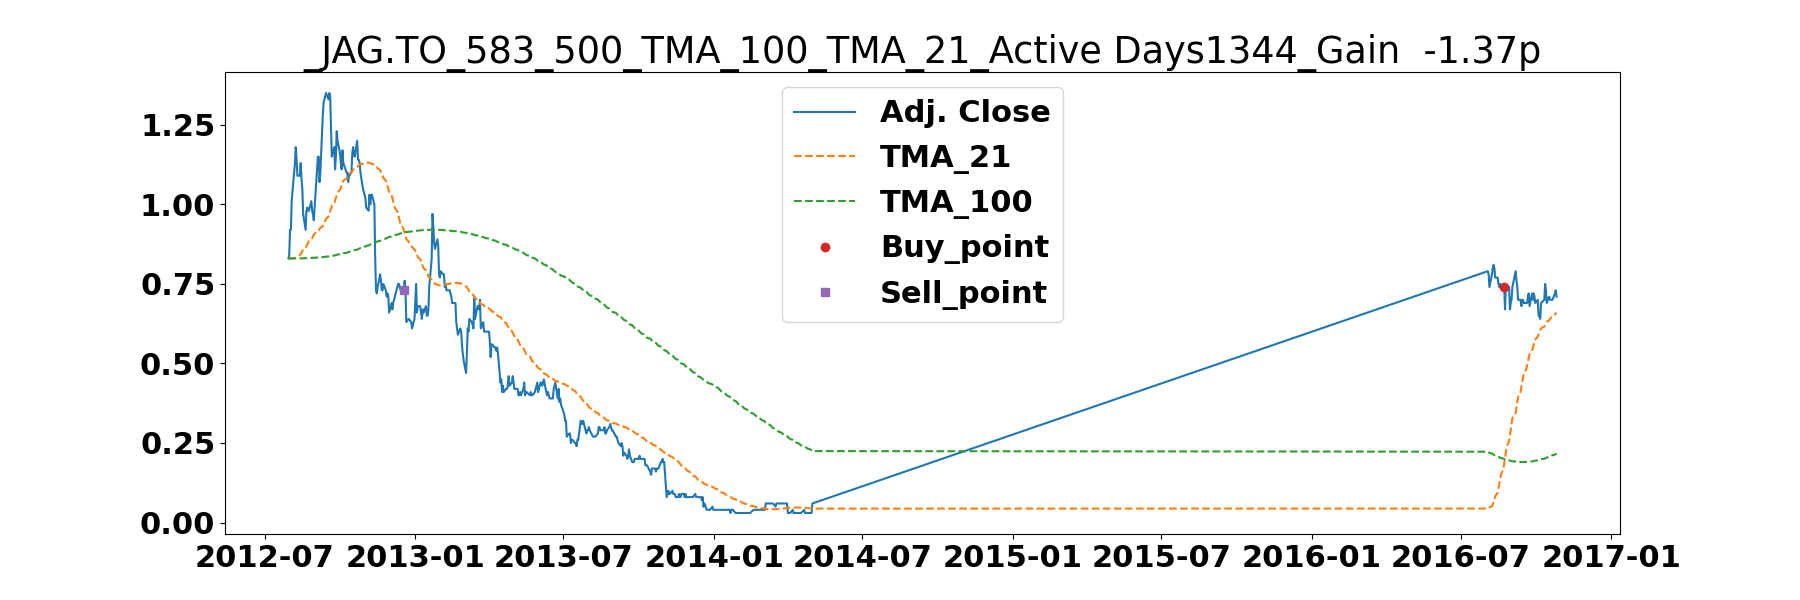 _JAG.TO_583_500_TMA_100_TMA_21_Active Days1344_Gain  -1.37p
Adj. Close
TMA_21
TMA_100
Buy_point
Sell_point
1.25
1.00
0.75
0.50
0.25
0.00
2012-07 2013-01 2013-07 2014-01 2014-07 2015-01 2015-07 2016-01 2016-07 2017-01